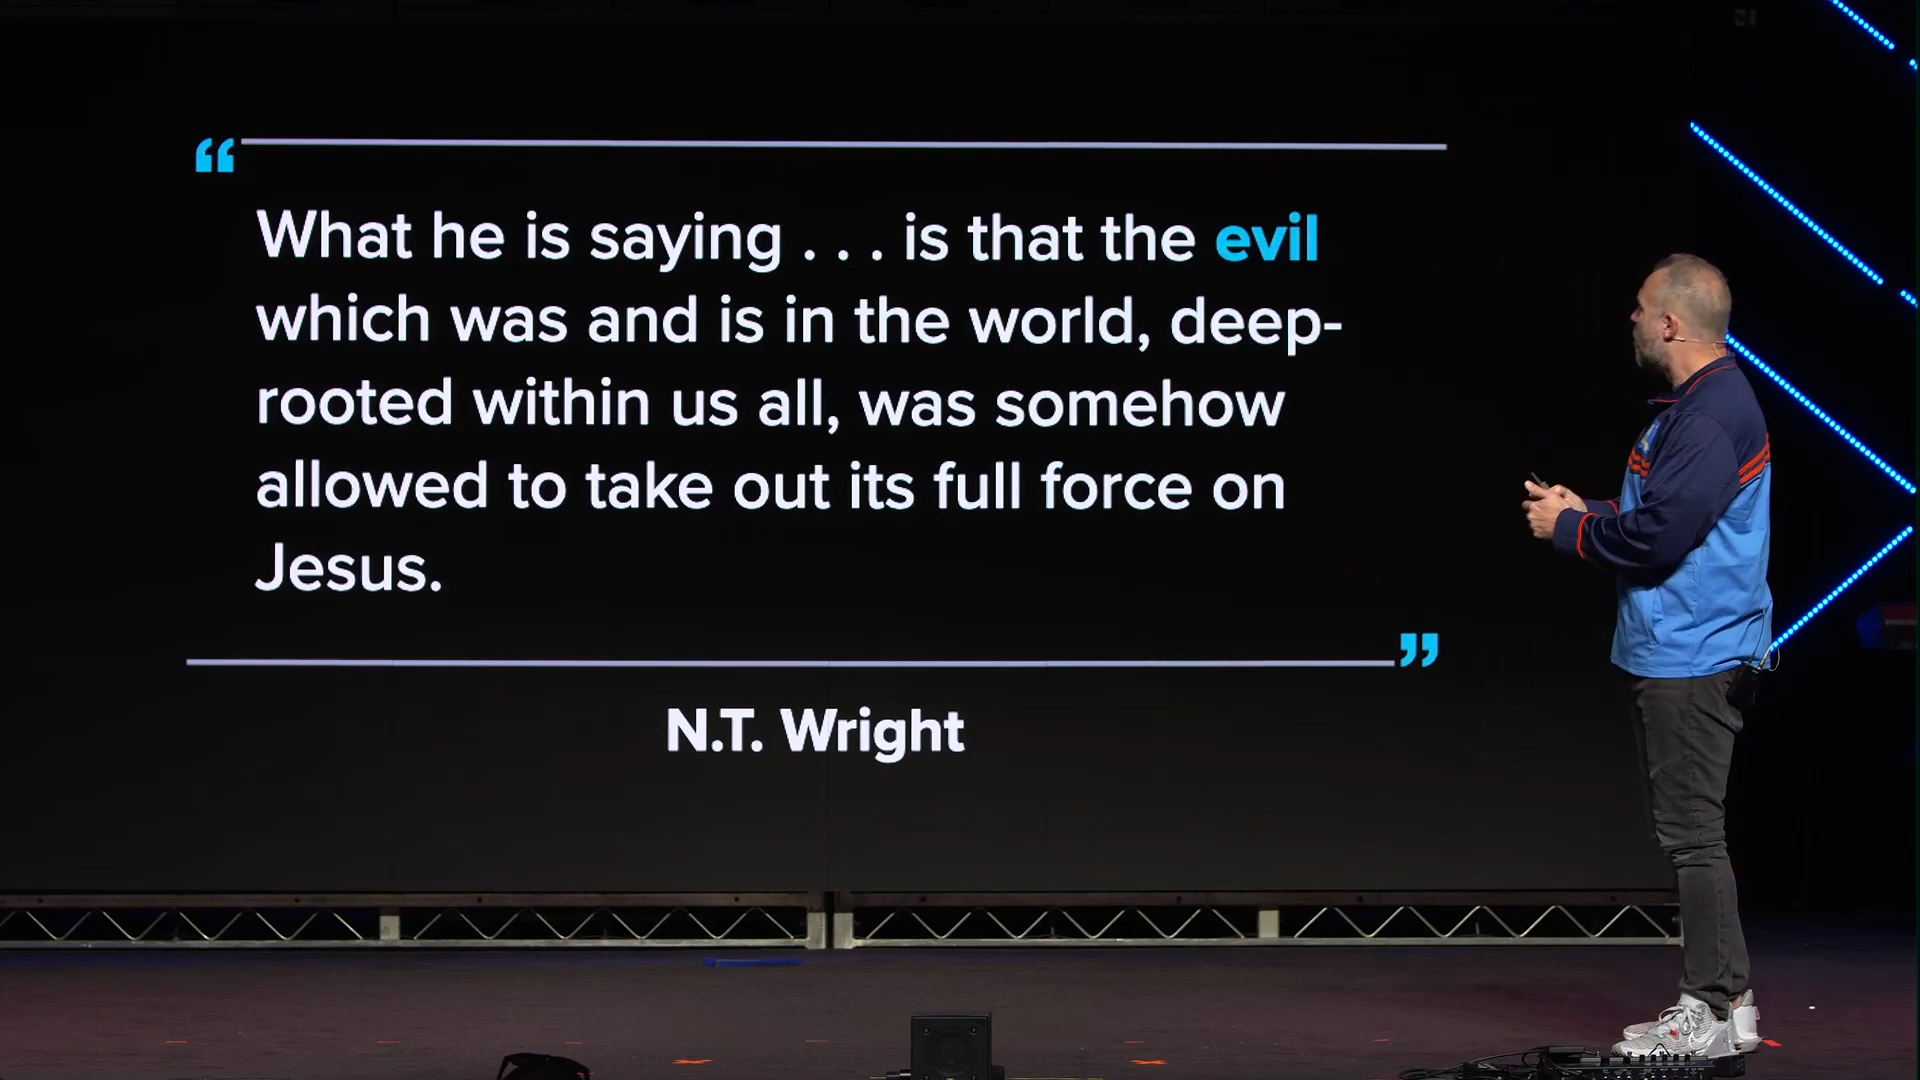 “
What he is saying . . . is that the evil
which was and is in the world, deep-
rooted within us all, was somehow
allowed to take out its full force on
Jesus.
”
N.T. Wright